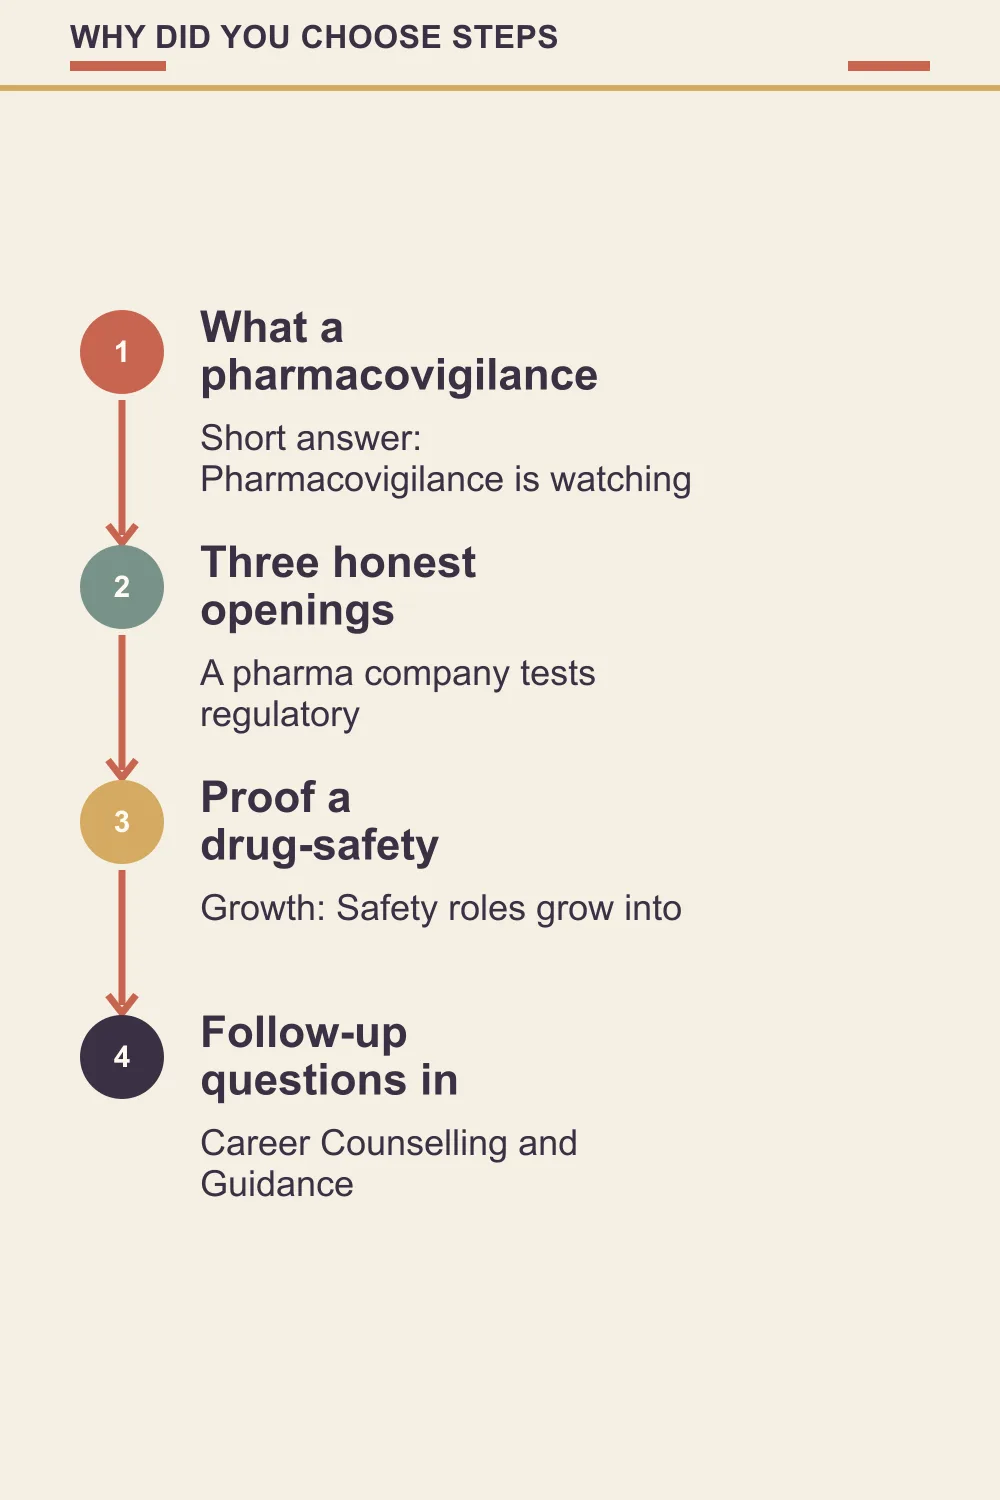 WHY DID YOU CHOOSE STEPS
1
What a
pharmacovigilance
Short answer:
Pharmacovigilance is watching
2
Three honest
openings
A pharma company tests
regulatory
3
Proof a
drug-safety
Growth: Safety roles grow into
4
Follow-up
questions in
Career Counselling and
Guidance